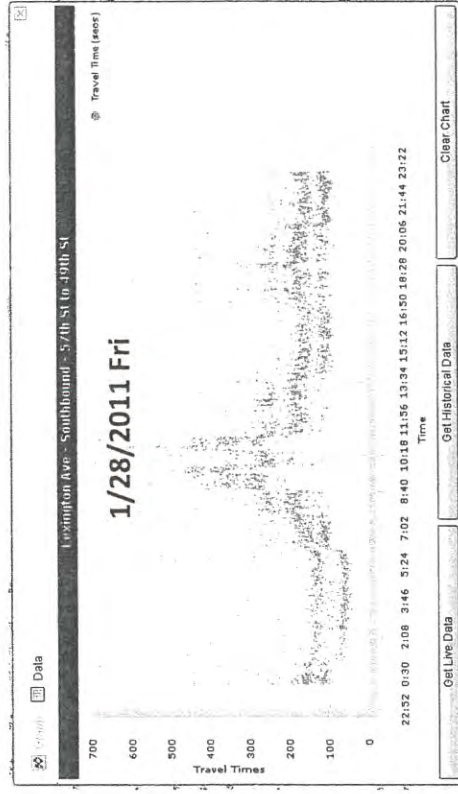 Data
Lexington Ave - Southbound - 57th St to 49th St
1/28/2011 Fri
Travel Time (secs)
700
600
500
400
300
200
100
0
Travel Times
22:52 0:30 2:08 3:46 5:24 7:02 8:40 10:18 11:56 13:34 15:12 16:50 18:28 20:06 21:44 23:22
Time
Get Live Data
Get Historical Data
Clear Chart